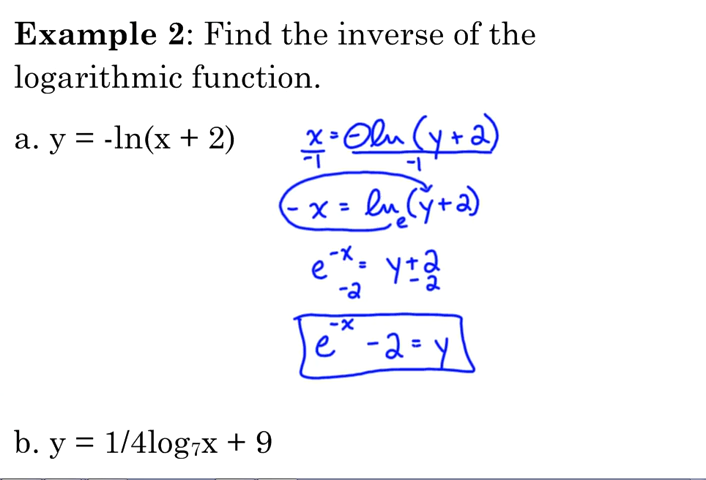 Example 2: Find the inverse of the
logarithmic function.
a. y = -ln(x + 2)
x = -ln(y+2)
-1 -1
-x = lnₑ(y+2)
e^-x = y+2
-2 -2
e^-x -2 = y
b. y = 1/4log₇x + 9